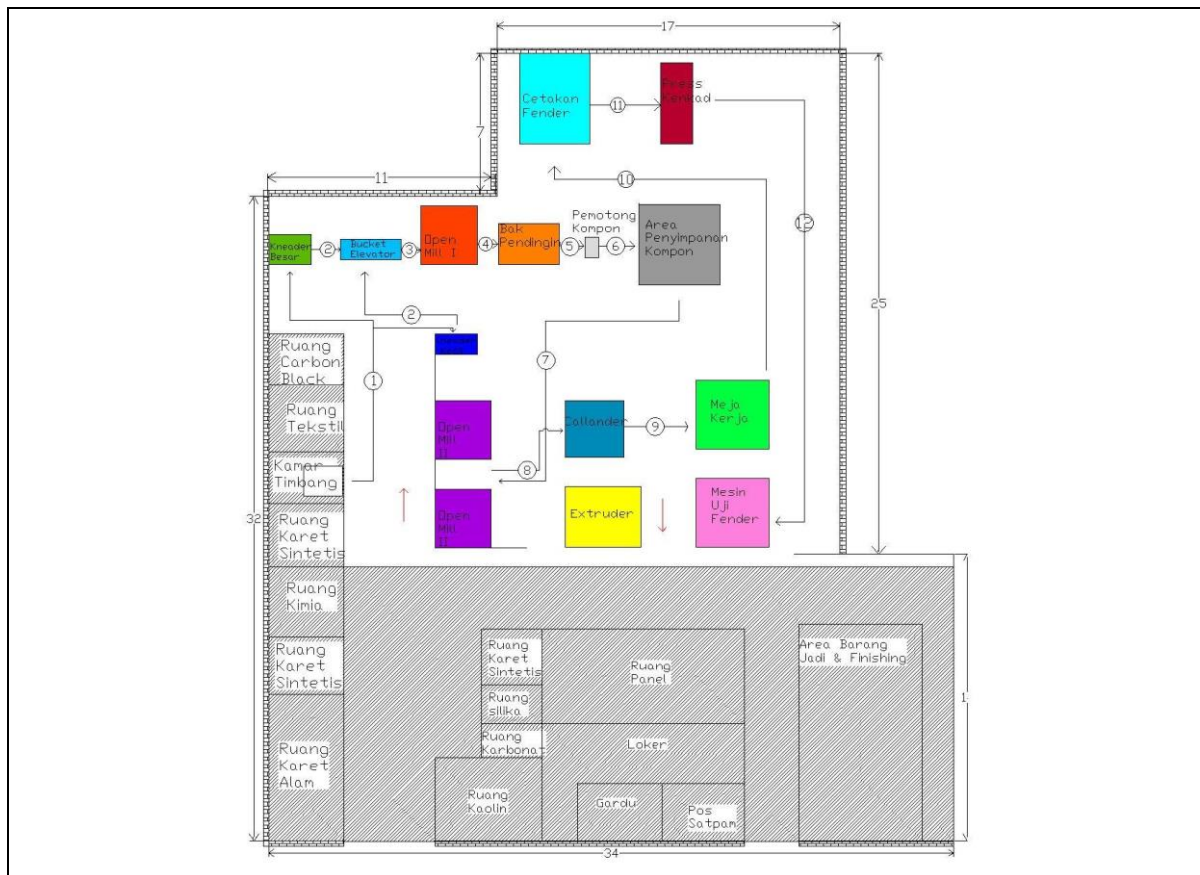 17
Cetakan
Fender
11
Press
Kenkad
7
10
12
11
Pemotong
Kompon
Kneader
Besar
2
Bucket
Elevator
3
Open
Mill I
4
Bak
Pendingin
5
6
Area
Penyimpanan
Kompon
25
2
Ruang
Carbon
Black
1
7
Ruang
Tekstil
Open
Mill
II
Callander
9
Meja
Kerja
Kamar
Timbang
8
32
Ruang
Karet
Sintetis
Open
Mill
II
Extruder
Mesin
Uji
Fender
Ruang
Kimia
Ruang
Karet
Sintetis
Ruang
Karet
Sintetis
Ruang
Panel
Area Barang
Jadi & Finishing
Ruang
silika
1
Ruang
Karet
Alam
Ruang
Karbonat
Loker
Ruang
Kaolin
Gardu
Pos
Satpam
34